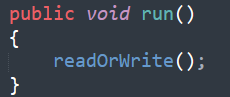 public void run()
{
    readOrWrite();
}